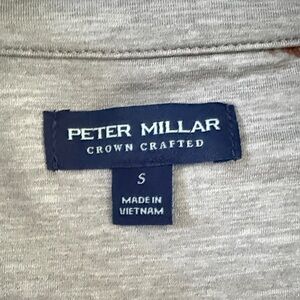 PETER MILLAR
CROWN CRAFTED
S
MADE IN
VIETNAM